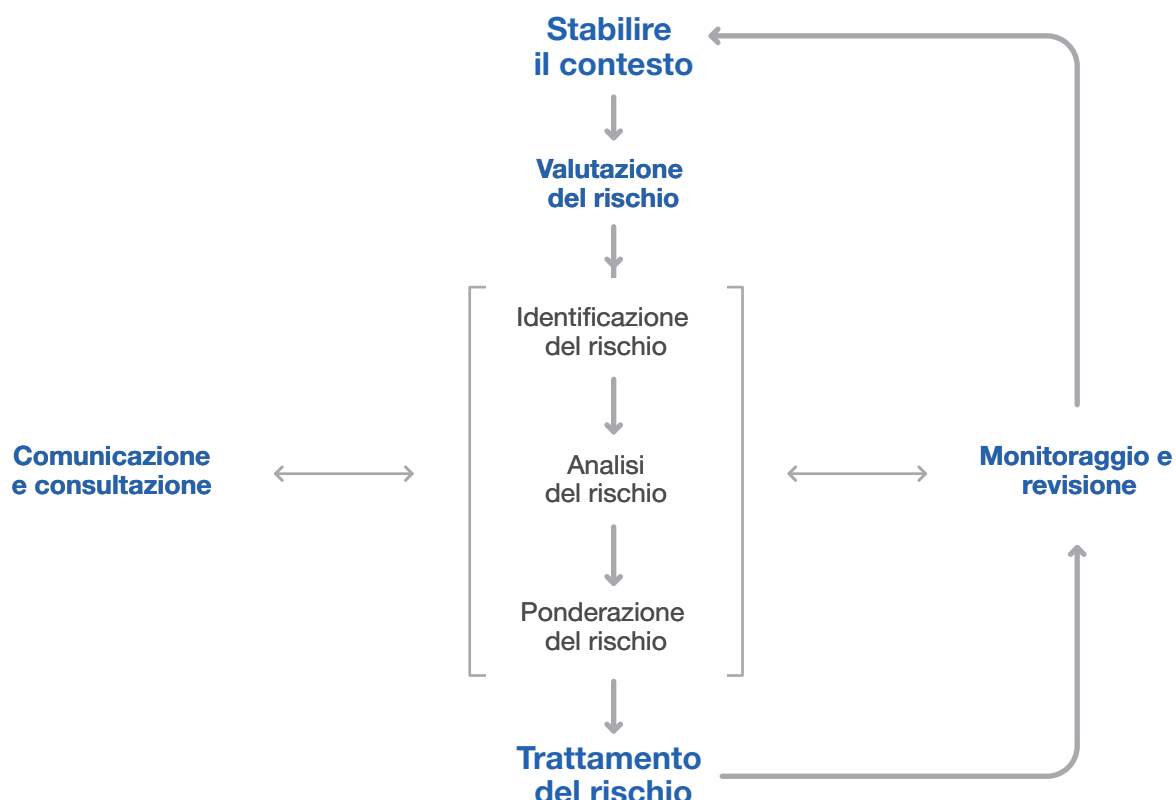 Stabilire
il contesto
Valutazione
del rischio
Identificazione
del rischio
Comunicazione
e consultazione
Analisi
del rischio
Monitoraggio e
revisione
Ponderazione
del rischio
Trattamento
del rischio